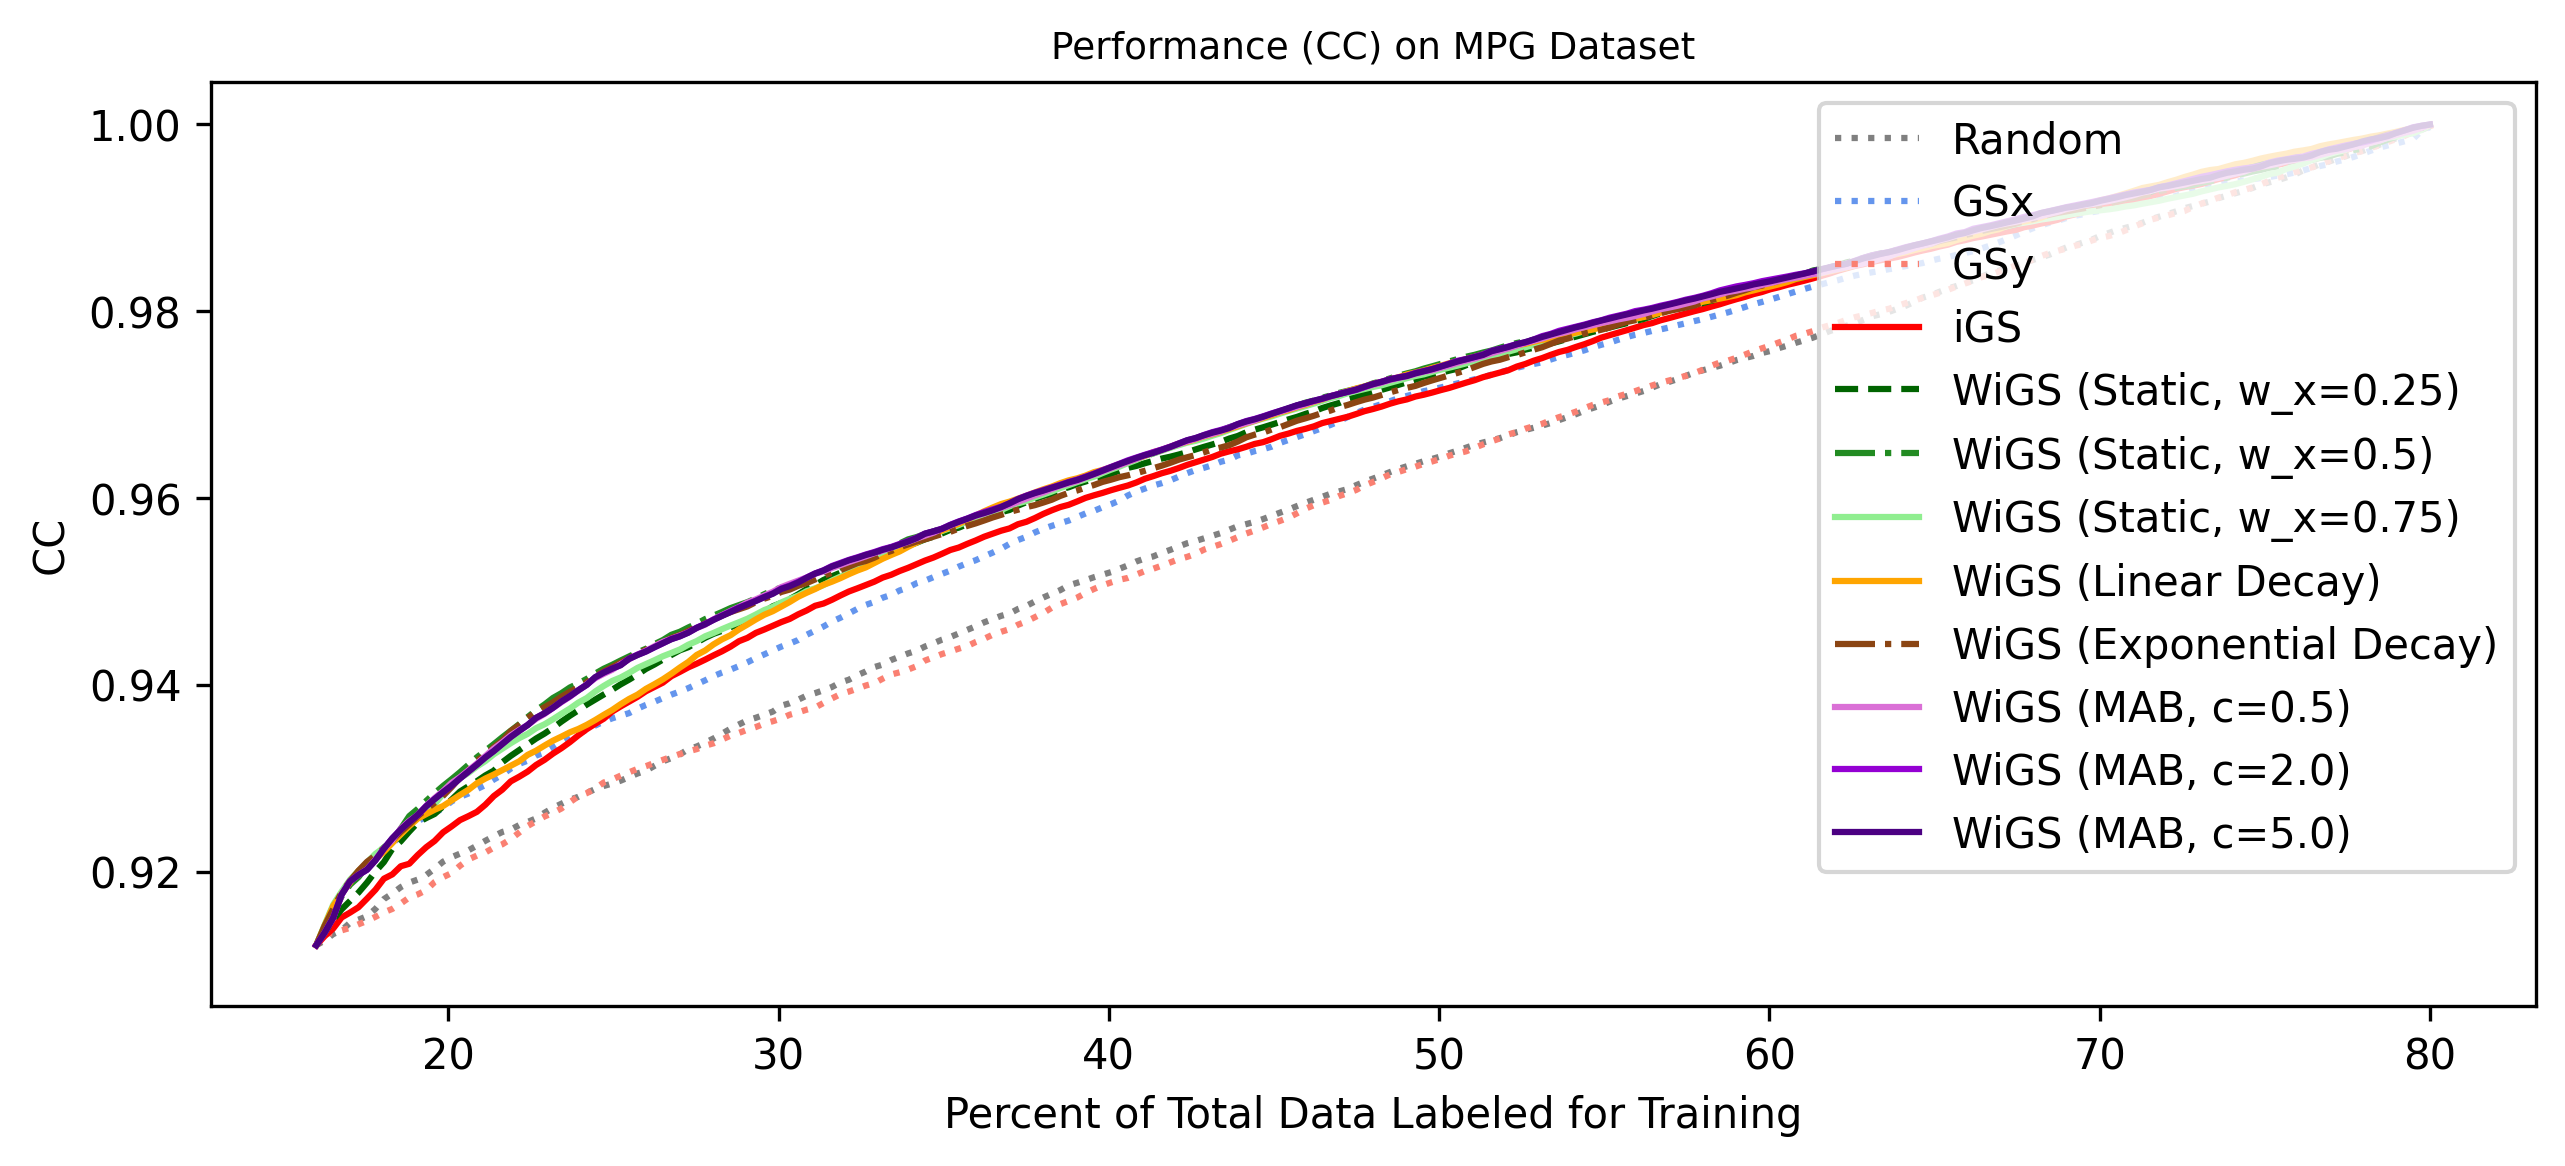 Performance (CC) on MPG Dataset
1.00
0.98
0.96
0.94
0.92
CC
20 30 40 50 60 70 80
Percent of Total Data Labeled for Training
Random
GSx
GSy
iGS
WiGS (Static, w_x=0.25)
WiGS (Static, w_x=0.5)
WiGS (Static, w_x=0.75)
WiGS (Linear Decay)
WiGS (Exponential Decay)
WiGS (MAB, c=0.5)
WiGS (MAB, c=2.0)
WiGS (MAB, c=5.0)